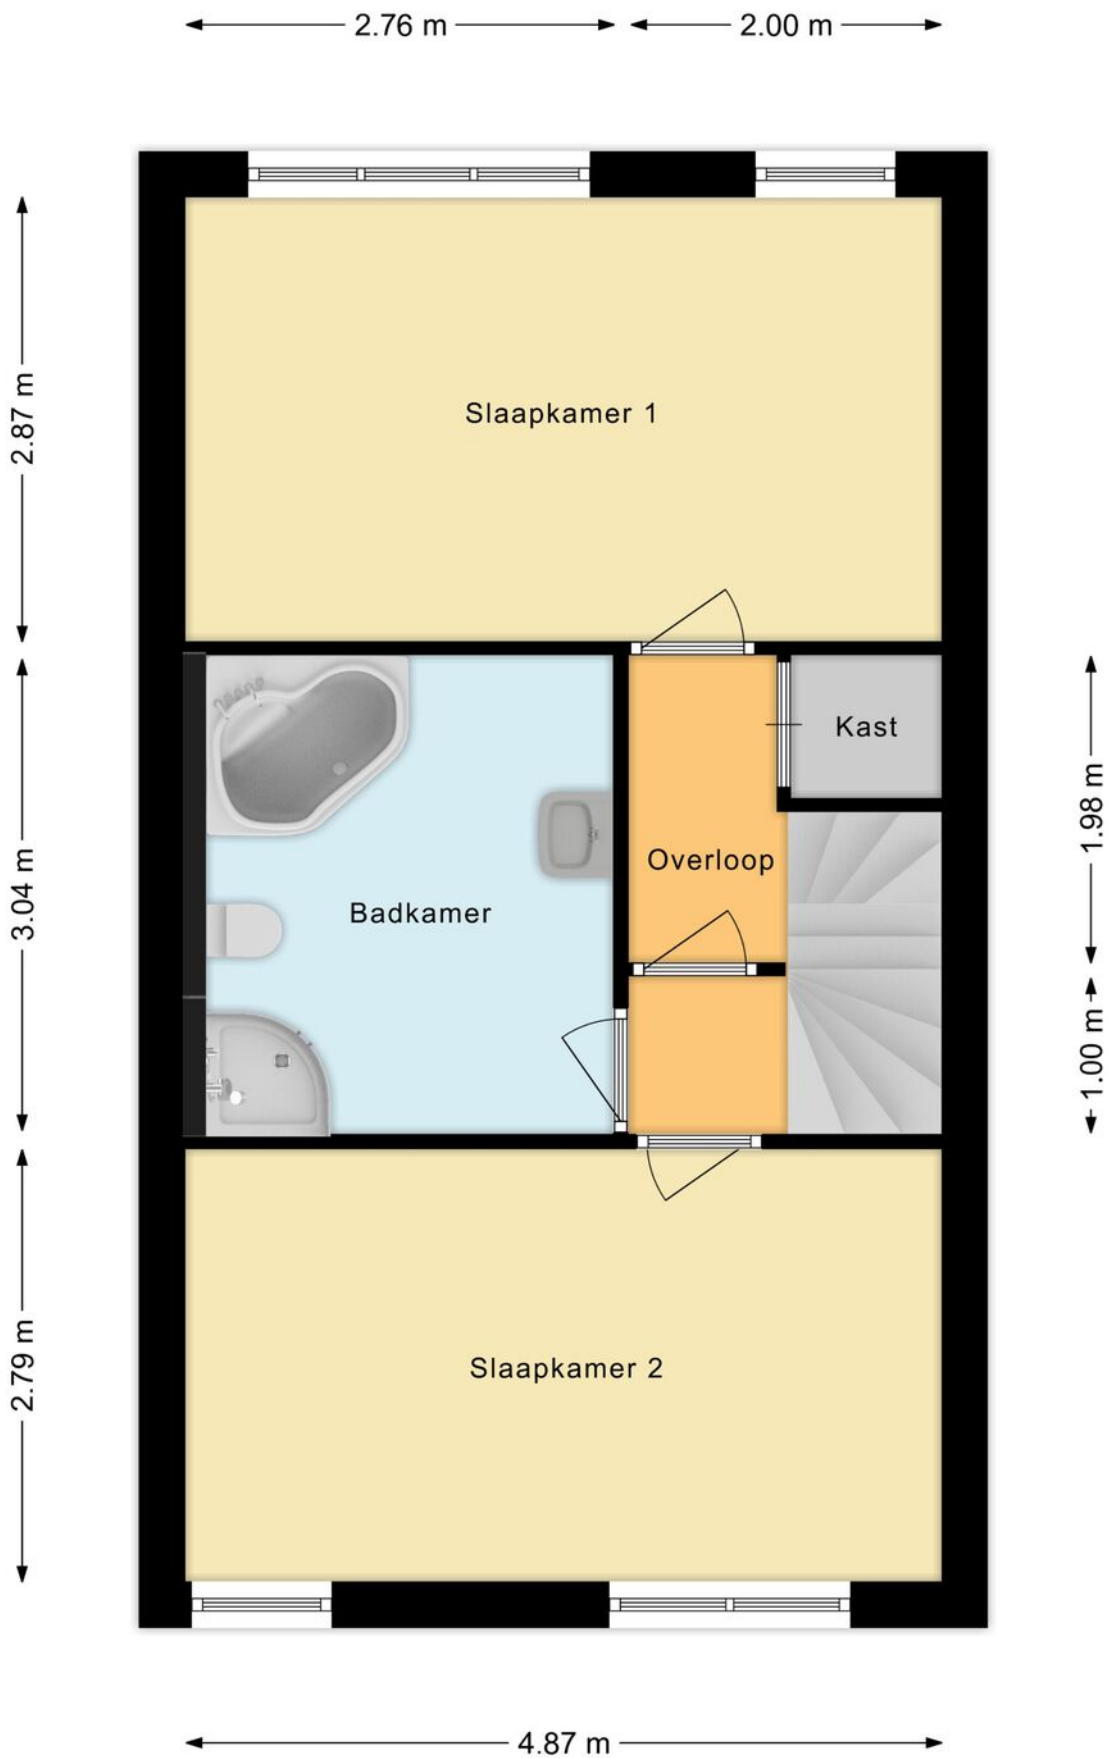 2.76 m
2.00 m
2.87 m
Slaapkamer 1
Kast
1.98 m
Overloop
3.04 m
Badkamer
1.00 m
2.79 m
Slaapkamer 2
4.87 m